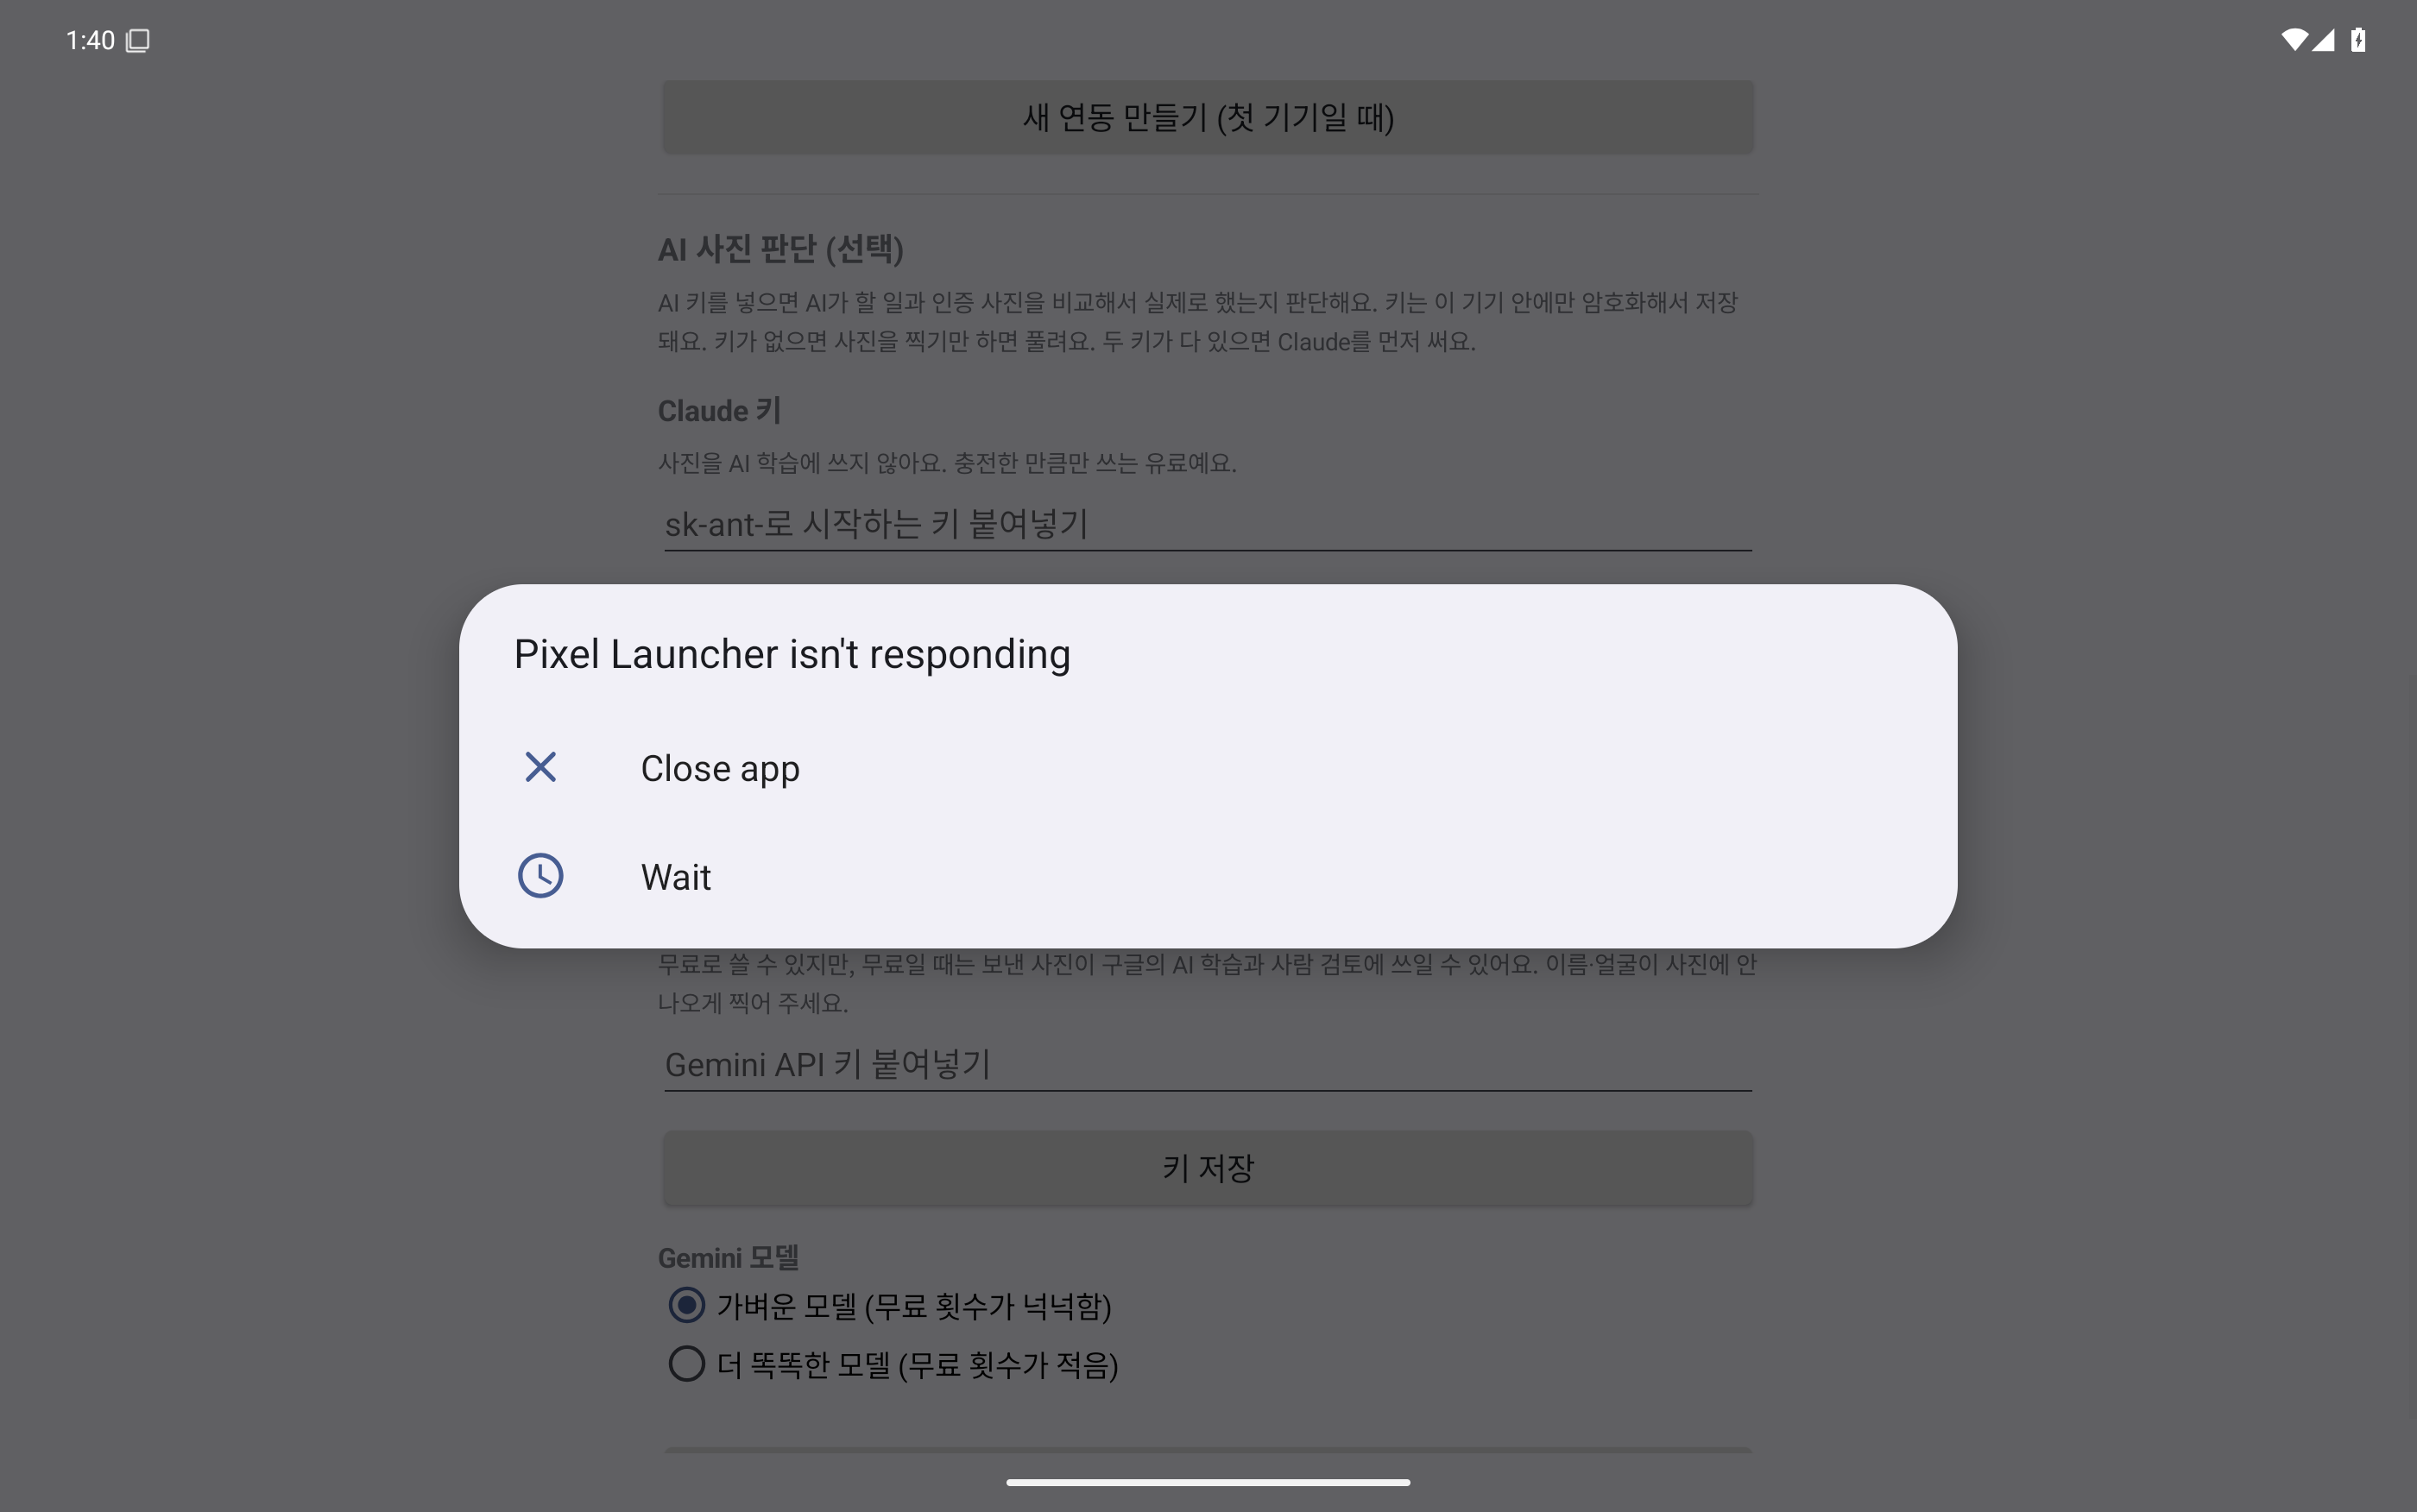 1:40
새 연동 만들기 (첫 기기일 때)
AI 사진 판단 (선택)
AI 키를 넣으면 AI가 할 일과 인증 사진을 비교해서 실제로 했는지 판단해요. 키는 이 기기 안에만 암호화해서 저장
돼요. 키가 없으면 사진을 찍기만 하면 풀려요. 두 키가 다 있으면 Claude를 먼저 써요.
Claude 키
사진을 AI 학습에 쓰지 않아요. 충전한 만큼만 쓰는 유료예요.
sk-ant-로 시작하는 키 붙여넣기
Pixel Launcher isn't responding
Close app
Wait
무료로 쓸 수 있지만, 무료일 때는 보낸 사진이 구글의 AI 학습과 사람 검토에 쓰일 수 있어요. 이름·얼굴이 사진에 안
나오게 찍어 주세요.
Gemini API 키 붙여넣기
키 저장
Gemini 모델
가벼운 모델 (무료 횟수가 넉넉함)
더 똑똑한 모델 (무료 횟수가 적음)